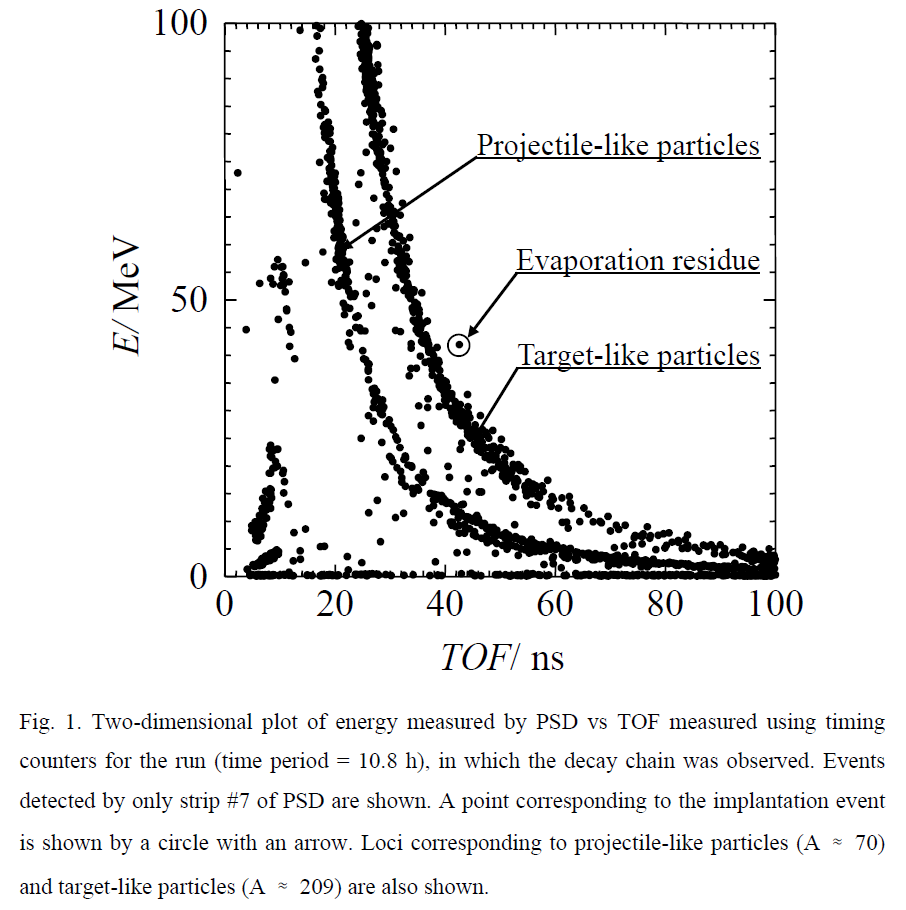 100
Projectile-like particles
Evaporation residue
E/ MeV
50
Target-like particles
0
0 20 40 60 80 100
TOF/ ns
Fig. 1. Two-dimensional plot of energy measured by PSD vs TOF measured using timing
counters for the run (time period = 10.8 h), in which the decay chain was observed. Events
detected by only strip #7 of PSD are shown. A point corresponding to the implantation event
is shown by a circle with an arrow. Loci corresponding to projectile-like particles (A ≈ 70)
and target-like particles (A ≈ 209) are also shown.